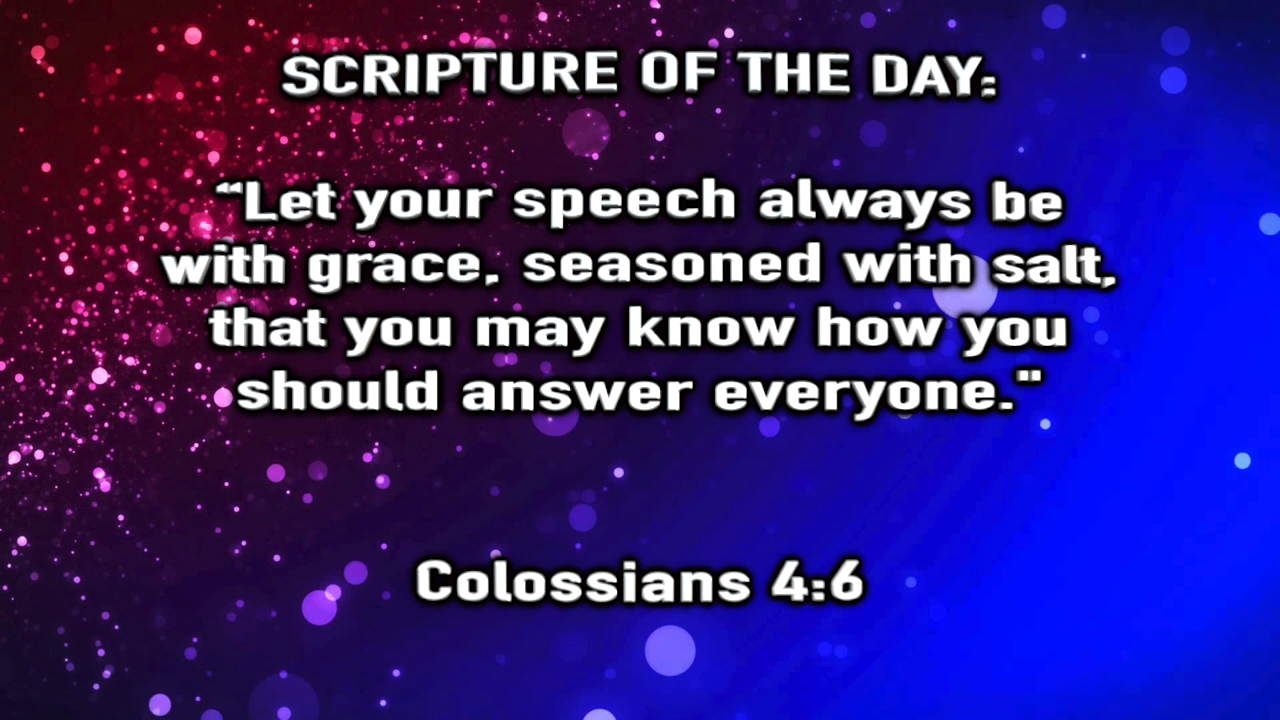 SCRIPTURE OF THE DAY:
“Let your speech always be
with grace, seasoned with salt,
that you may know how you
should answer everyone."
Colossians 4:6